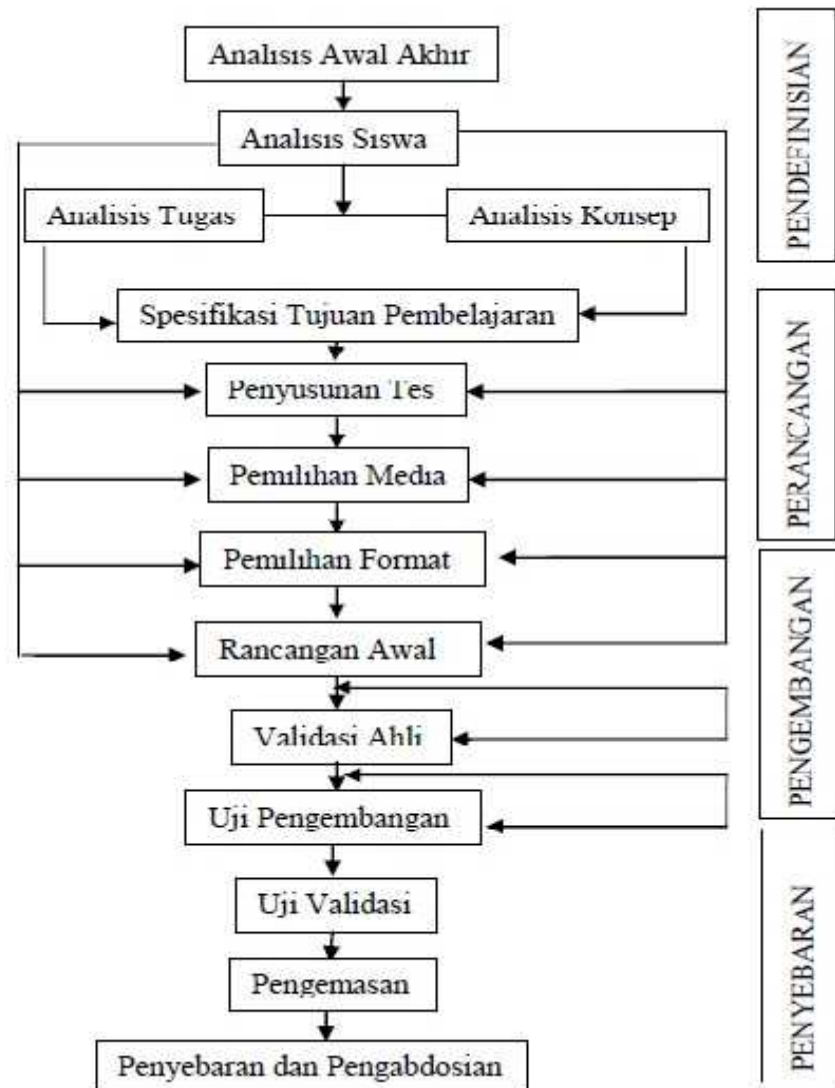 Analisis Awal Akhir
Analisis Siswa
Analisis Tugas
Analisis Konsep
Spesifikasi Tujuan Pembelajaran
Penyusunan Tes
Pemilihan Media
Pemilihan Format
Rancangan Awal
Validasi Ahli
Uji Pengembangan
Uji Validasi
Pengemasan
Penyebaran dan Pengabdosian
PENDEFINISIAN
PERANCANGAN
PENGEMBANGAN
PENYEBARAN